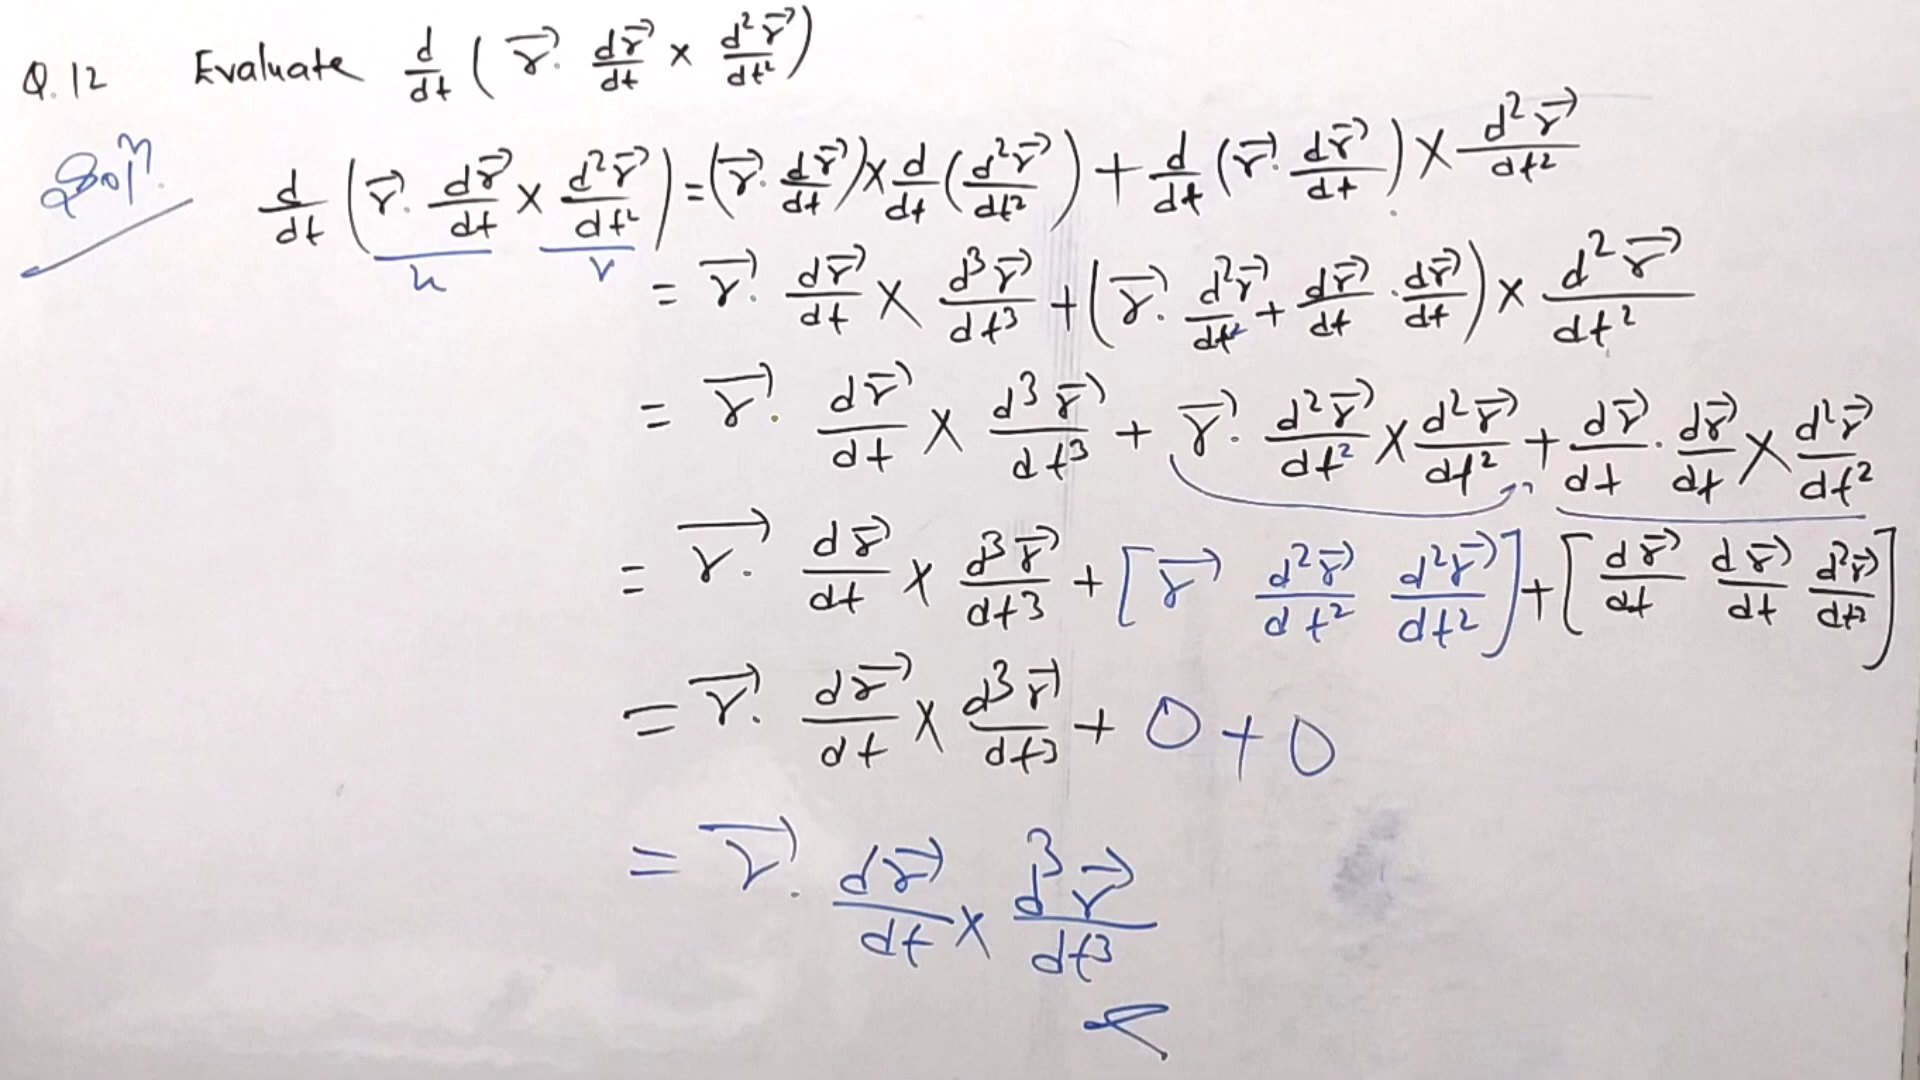 Q.12 Evaluate d/dt ( r⃗. dr⃗/dt × d²r⃗/dt² )
Solⁿ.
d/dt ( r⃗. dr⃗/dt × d²r⃗/dt² ) = ( r⃗. dr⃗/dt ) × d/dt ( d²r⃗/dt² ) + d/dt ( r⃗. dr⃗/dt ) × d²r⃗/dt²
u v
= r⃗. dr⃗/dt × d³r⃗/dt³ + ( r⃗. d²r⃗/dt² + dr⃗/dt . dr⃗/dt ) × d²r⃗/dt²
= r⃗. dr⃗/dt × d³r⃗/dt³ + r⃗. d²r⃗/dt² × d²r⃗/dt² + dr⃗/dt . dr⃗/dt × d²r⃗/dt²
= r⃗. dr⃗/dt × d³r⃗/dt³ + [ r⃗ d²r⃗/dt² d²r⃗/dt² ] + [ dr⃗/dt dr⃗/dt d²r⃗/dt² ]
= r⃗. dr⃗/dt × d³r⃗/dt³ + 0 + 0
= r⃗. dr⃗/dt × d³r⃗/dt³